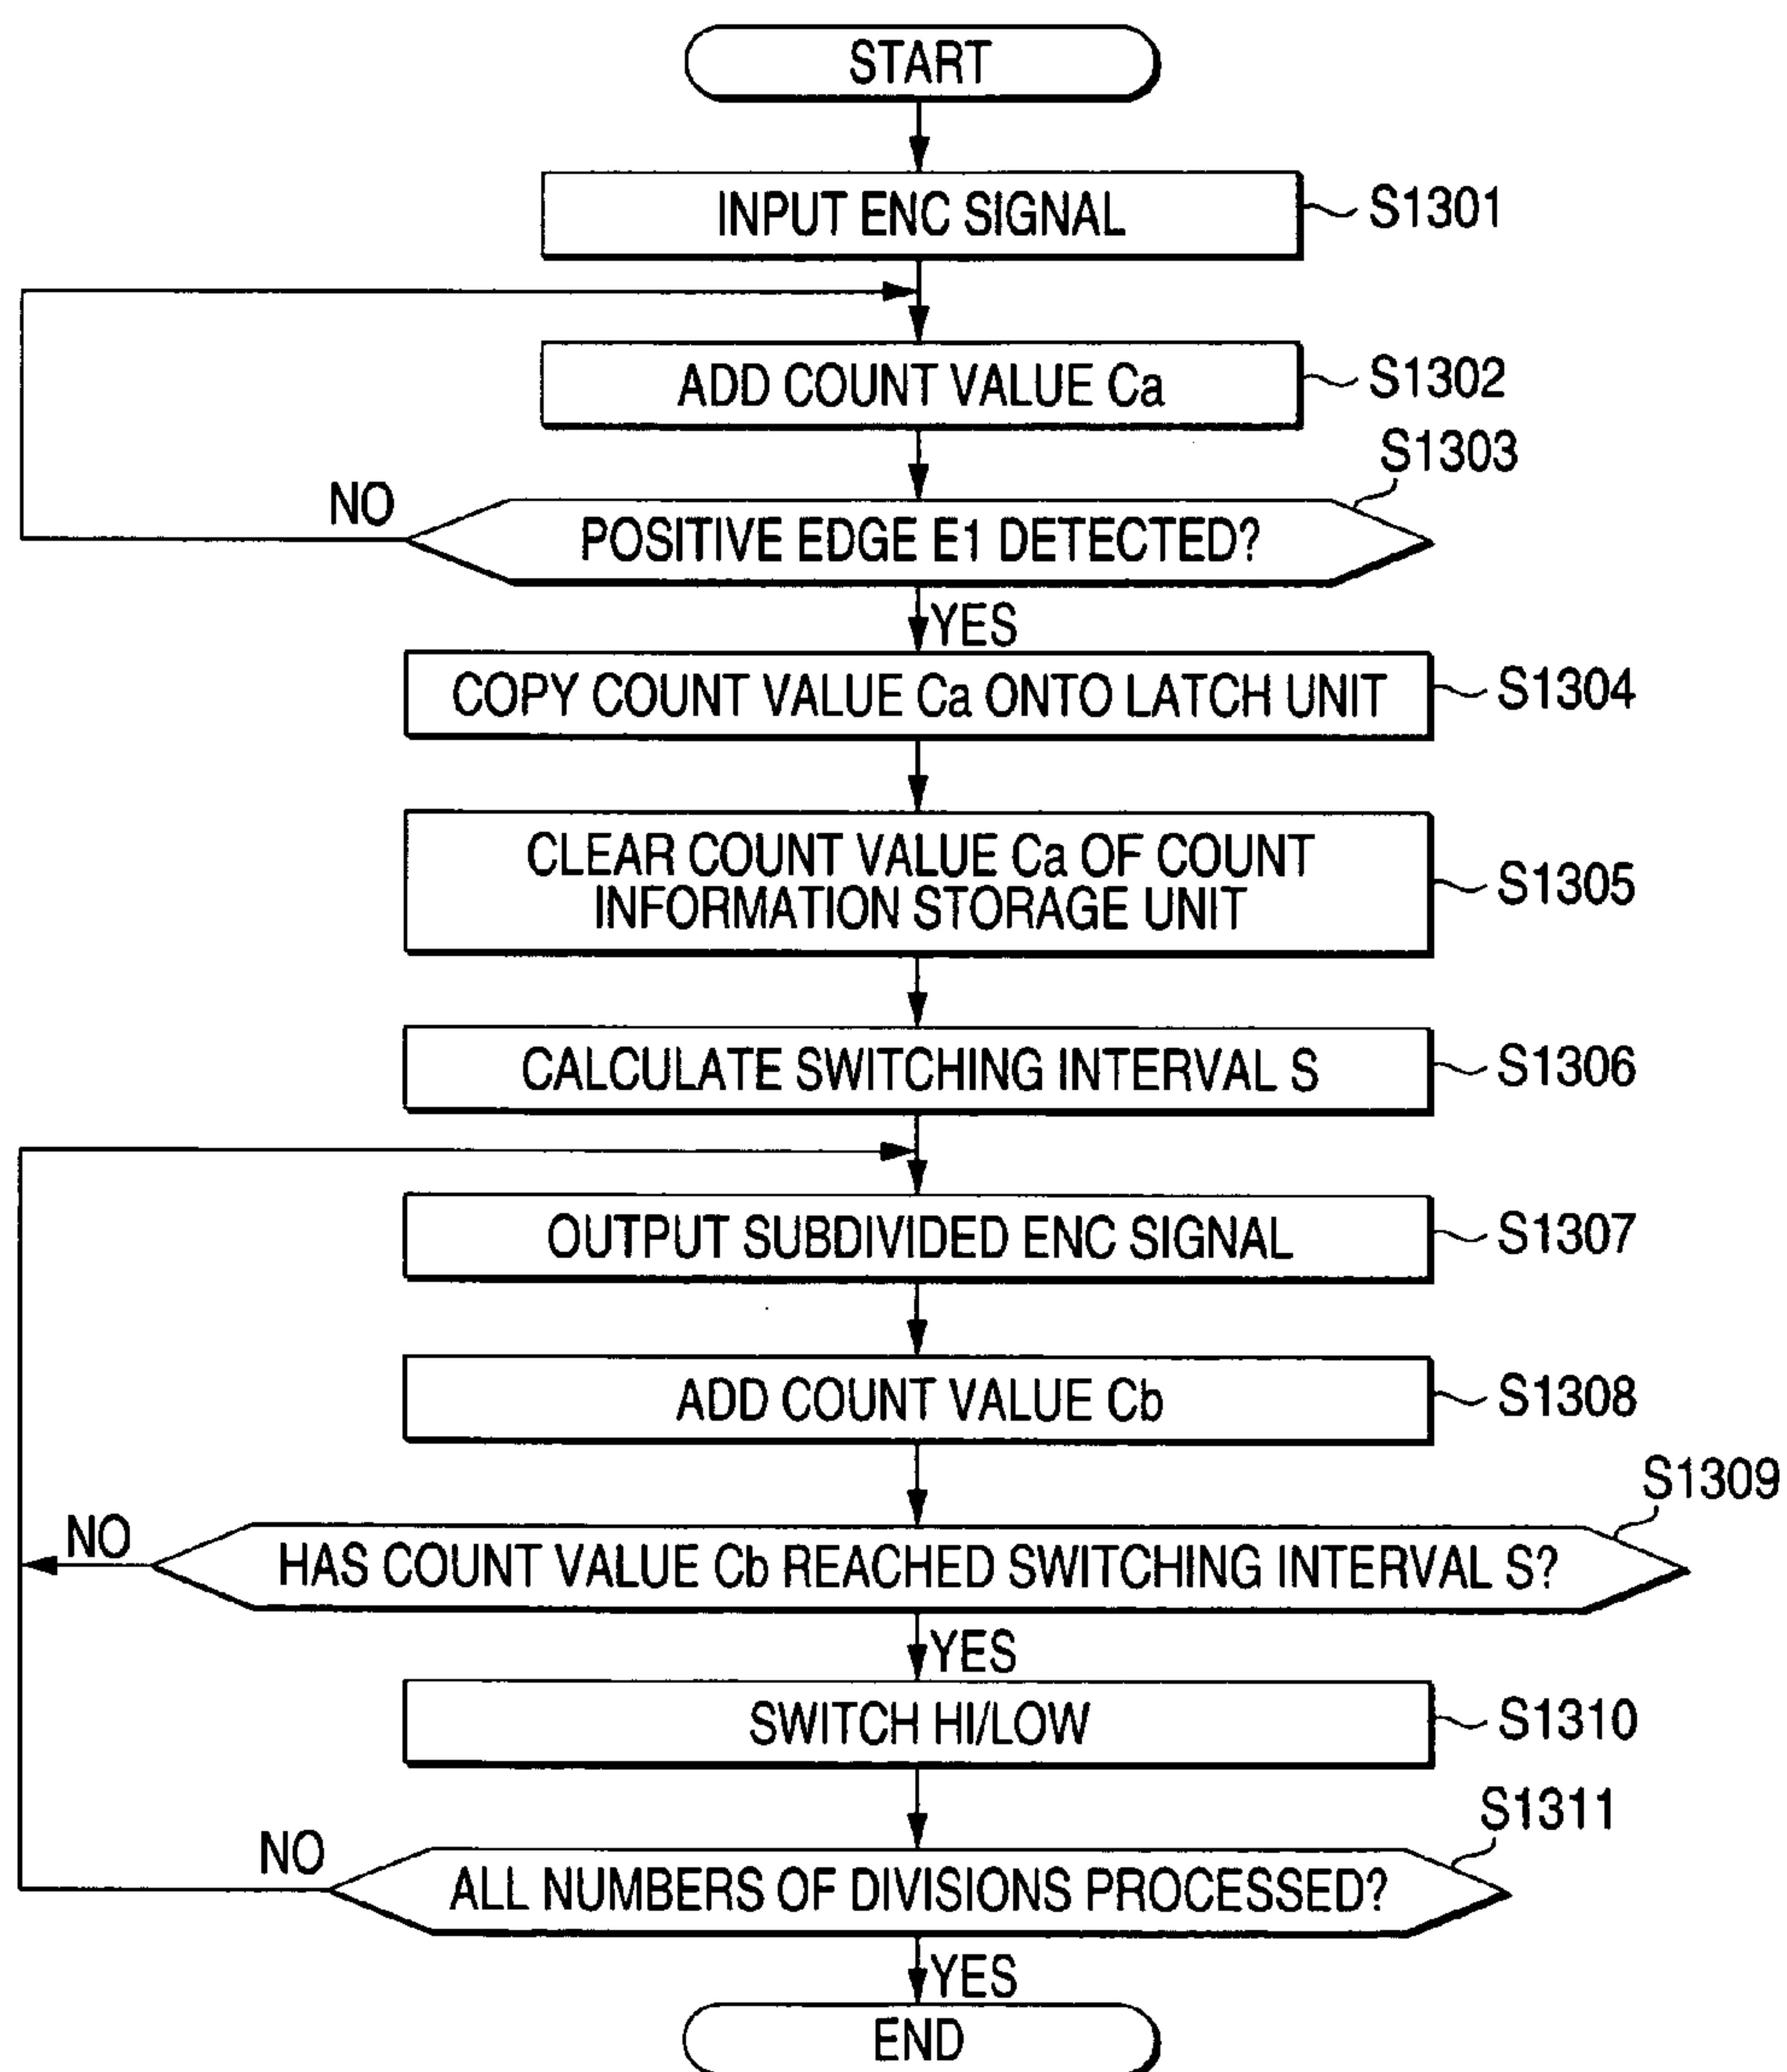 START
INPUT ENC SIGNAL
S1301
ADD COUNT VALUE Ca
S1302
S1303
NO
POSITIVE EDGE E1 DETECTED?
YES
COPY COUNT VALUE Ca ONTO LATCH UNIT
S1304
CLEAR COUNT VALUE Ca OF COUNT
INFORMATION STORAGE UNIT
S1305
CALCULATE SWITCHING INTERVAL S
S1306
OUTPUT SUBDIVIDED ENC SIGNAL
S1307
ADD COUNT VALUE Cb
S1308
S1309
NO
HAS COUNT VALUE Cb REACHED SWITCHING INTERVAL S?
YES
SWITCH HI/LOW
S1310
S1311
NO
ALL NUMBERS OF DIVISIONS PROCESSED?
YES
END